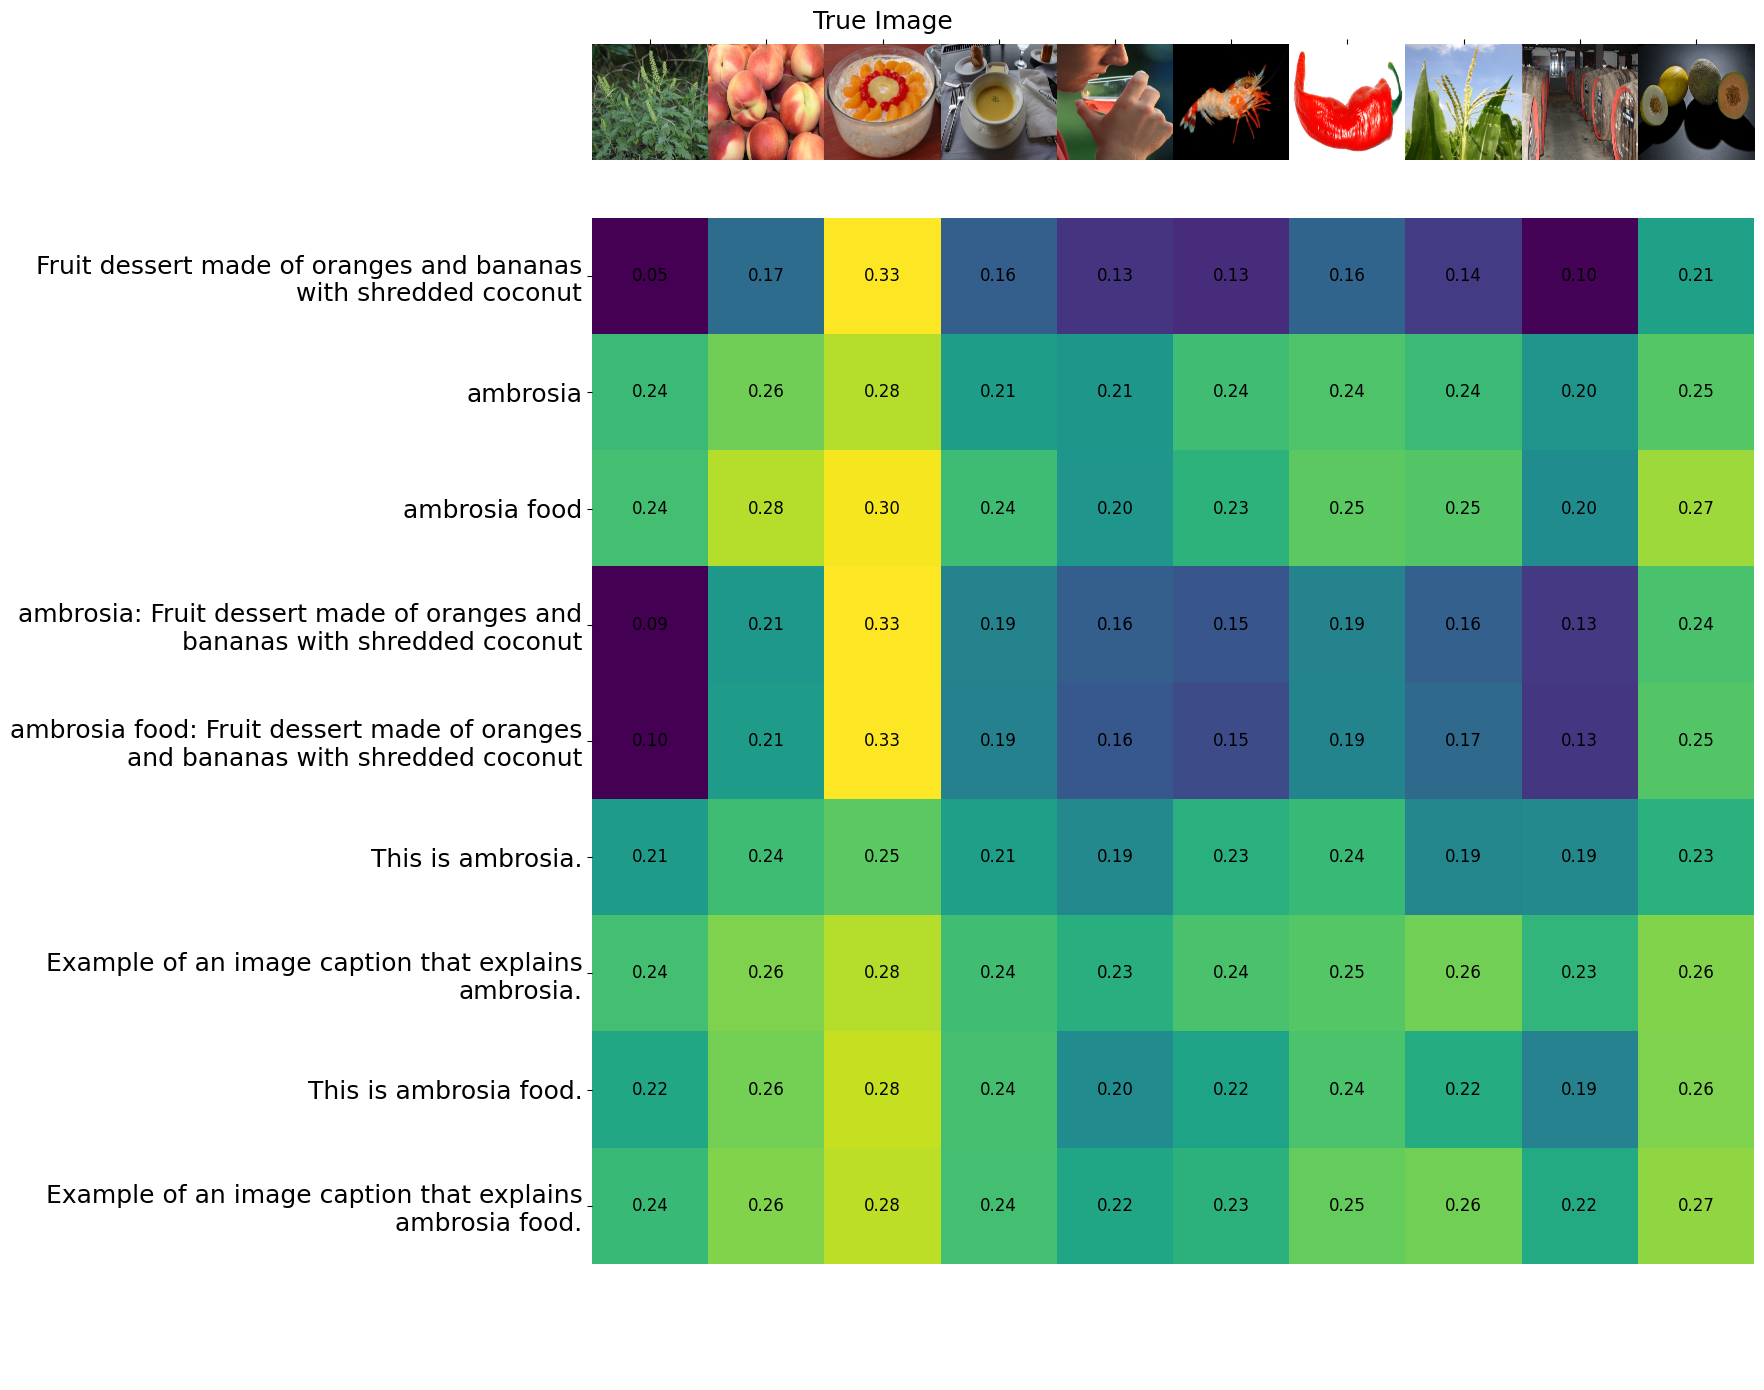 True Image
Fruit dessert made of oranges and bananas
with shredded coconut
0.05 0.17 0.33 0.16 0.13 0.13 0.16 0.14 0.10 0.21
ambrosia
0.24 0.26 0.28 0.21 0.21 0.24 0.24 0.24 0.20 0.25
ambrosia food
0.24 0.28 0.30 0.24 0.20 0.23 0.25 0.25 0.20 0.27
ambrosia: Fruit dessert made of oranges and
bananas with shredded coconut
0.09 0.21 0.33 0.19 0.16 0.15 0.19 0.16 0.13 0.24
ambrosia food: Fruit dessert made of oranges
and bananas with shredded coconut
0.10 0.21 0.33 0.19 0.16 0.15 0.19 0.17 0.13 0.25
This is ambrosia.
0.21 0.24 0.25 0.21 0.19 0.23 0.24 0.19 0.19 0.23
Example of an image caption that explains
ambrosia.
0.24 0.26 0.28 0.24 0.23 0.24 0.25 0.26 0.23 0.26
This is ambrosia food.
0.22 0.26 0.28 0.24 0.20 0.22 0.24 0.22 0.19 0.26
Example of an image caption that explains
ambrosia food.
0.24 0.26 0.28 0.24 0.22 0.23 0.25 0.26 0.22 0.27